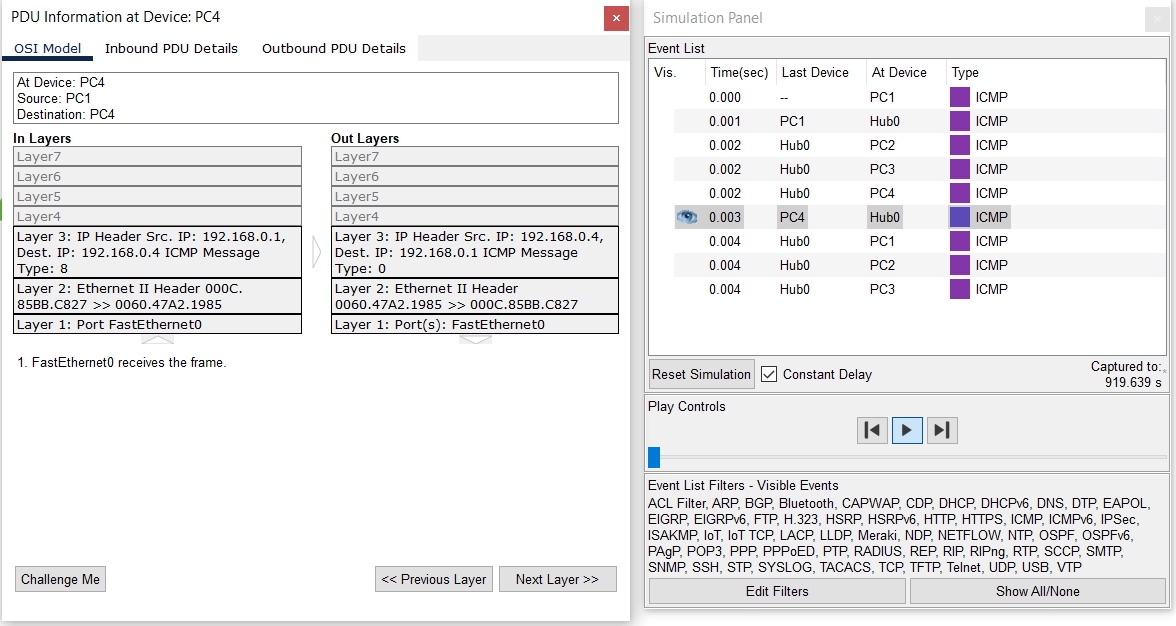 PDU Information at Device: PC4
OSI Model Inbound PDU Details Outbound PDU Details
At Device: PC4
Source: PC1
Destination: PC4
In Layers
Layer7
Layer6
Layer5
Layer4
Layer 3: IP Header Src. IP: 192.168.0.1,
Dest. IP: 192.168.0.4 ICMP Message
Type: 8
Layer 2: Ethernet II Header 000C.
85BB.C827 >> 0060.47A2.1985
Layer 1: Port FastEthernet0
Out Layers
Layer7
Layer6
Layer5
Layer4
Layer 3: IP Header Src. IP: 192.168.0.4,
Dest. IP: 192.168.0.1 ICMP Message
Type: 0
Layer 2: Ethernet II Header
0060.47A2.1985 >> 000C.85BB.C827
Layer 1: Port(s): FastEthernet0
1. FastEthernet0 receives the frame.
Challenge Me << Previous Layer Next Layer >>
Simulation Panel
Event List
Vis. Time(sec) Last Device At Device Type
0.000 -- PC1 ICMP
0.001 PC1 Hub0 ICMP
0.002 Hub0 PC2 ICMP
0.002 Hub0 PC3 ICMP
0.002 Hub0 PC4 ICMP
0.003 PC4 Hub0 ICMP
0.004 Hub0 PC1 ICMP
0.004 Hub0 PC2 ICMP
0.004 Hub0 PC3 ICMP
Reset Simulation Constant Delay
Captured to:
919.639 s
Play Controls
Event List Filters - Visible Events
ACL Filter, ARP, BGP, Bluetooth, CAPWAP, CDP, DHCP, DHCPv6, DNS, DTP, EAPOL,
EIGRP, EIGRPv6, FTP, H.323, HSRP, HSRPv6, HTTP, HTTPS, ICMP, ICMPv6, IPSec,
ISAKMP, IoT, IoT TCP, LACP, LLDP, Meraki, NDP, NETFLOW, NTP, OSPF, OSPFv6,
PAgP, POP3, PPP, PPPoED, PTP, RADIUS, REP, RIP, RIPng, RTP, SCCP, SMTP,
SNMP, SSH, STP, SYSLOG, TACACS, TCP, TFTP, Telnet, UDP, USB, VTP
Edit Filters Show All/None